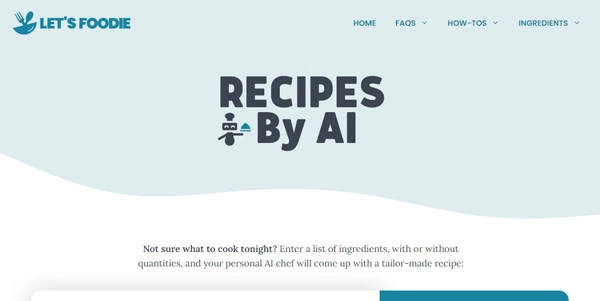 LET'S FOODIE
HOME FAQS HOW-TOS INGREDIENTS
RECIPES
By AI
Not sure what to cook tonight? Enter a list of ingredients, with or without
quantities, and your personal AI chef will come up with a tailor-made recipe: